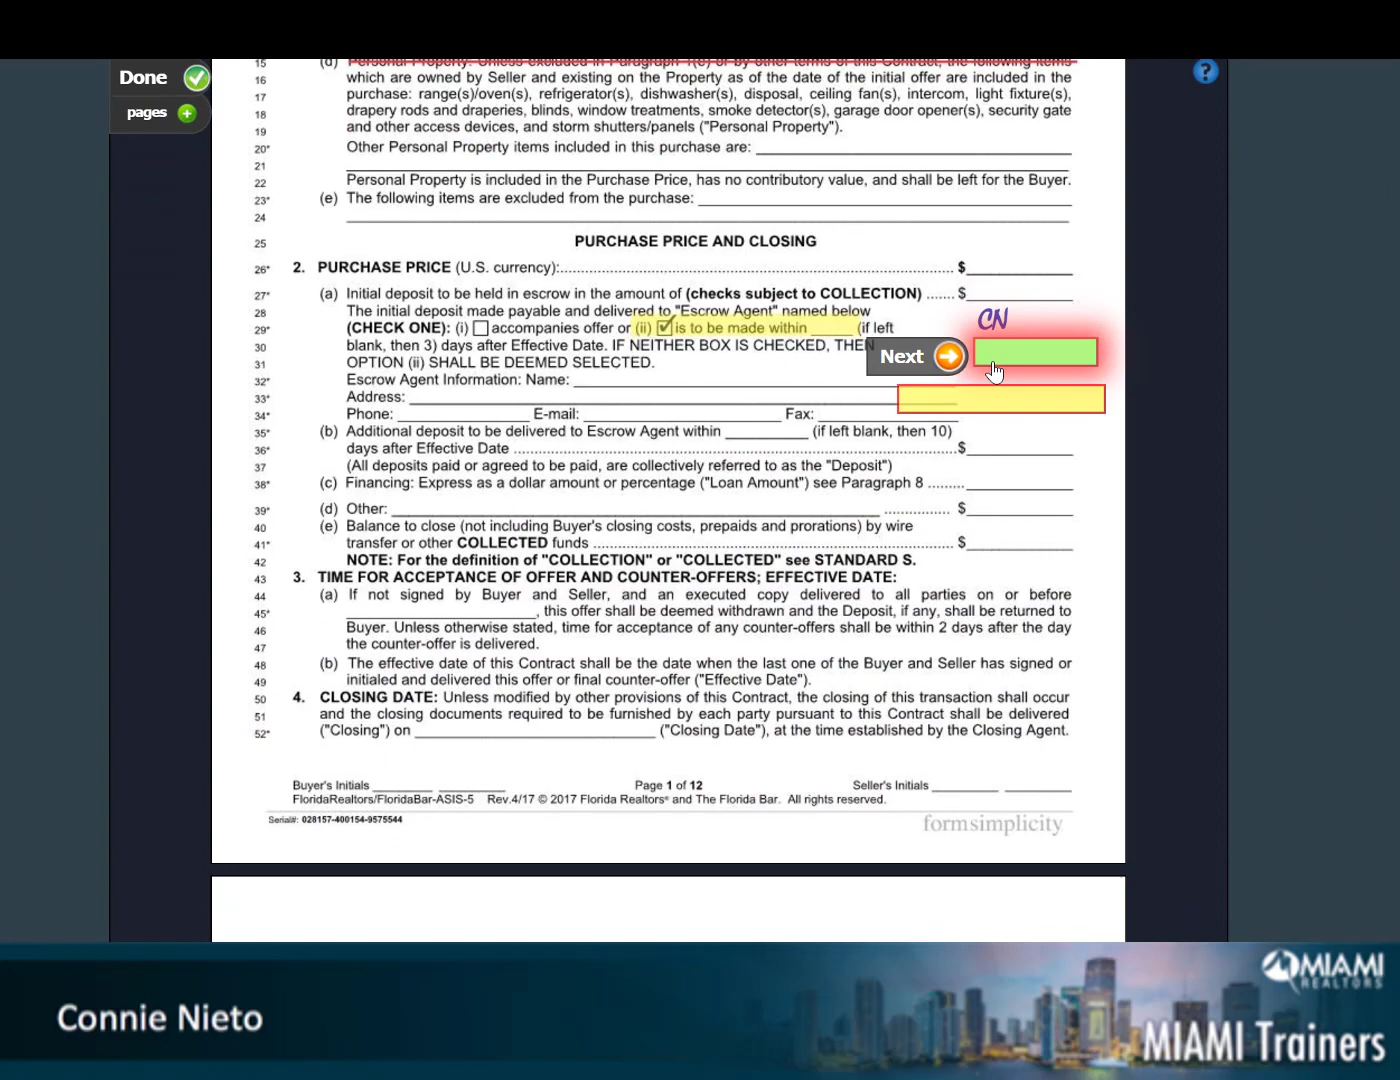 Done
pages
?
15 (d) Personal Property: Unless excluded in Paragraph 1(e) or by other terms of this Contract, the following items
16 which are owned by Seller and existing on the Property as of the date of the initial offer are included in the
17 purchase: range(s)/oven(s), refrigerator(s), dishwasher(s), disposal, ceiling fan(s), intercom, light fixture(s),
18 drapery rods and draperies, blinds, window treatments, smoke detector(s), garage door opener(s), security gate
19 and other access devices, and storm shutters/panels ("Personal Property").
20* Other Personal Property items included in this purchase are: ____
21
22 Personal Property is included in the Purchase Price, has no contributory value, and shall be left for the Buyer.
23* (e) The following items are excluded from the purchase: ____
24
25 PURCHASE PRICE AND CLOSING
26* 2. PURCHASE PRICE (U.S. currency):.......... $____
27* (a) Initial deposit to be held in escrow in the amount of (checks subject to COLLECTION) ....... $____
28 The initial deposit made payable and delivered to "Escrow Agent" named below
29* (CHECK ONE): (i) ☐ accompanies offer or (ii) ☑ is to be made within ____ (if left
CN
30 blank, then 3) days after Effective Date. IF NEITHER BOX IS CHECKED, THEN
Next
31 OPTION (ii) SHALL BE DEEMED SELECTED.
32* Escrow Agent Information: Name: ____
33* Address: ____
34* Phone: ____ E-mail: ____ Fax: ____
35* (b) Additional deposit to be delivered to Escrow Agent within ____ (if left blank, then 10)
36* days after Effective Date .......... $____
37 (All deposits paid or agreed to be paid, are collectively referred to as the "Deposit")
38* (c) Financing: Express as a dollar amount or percentage ("Loan Amount") see Paragraph 8 ......... ____
39* (d) Other: ____ .......... $____
40 (e) Balance to close (not including Buyer's closing costs, prepaids and prorations) by wire
41* transfer or other COLLECTED funds .......... $____
42 NOTE: For the definition of "COLLECTION" or "COLLECTED" see STANDARD S.
43 3. TIME FOR ACCEPTANCE OF OFFER AND COUNTER-OFFERS; EFFECTIVE DATE:
44 (a) If not signed by Buyer and Seller, and an executed copy delivered to all parties on or before
45* ____, this offer shall be deemed withdrawn and the Deposit, if any, shall be returned to
46 Buyer. Unless otherwise stated, time for acceptance of any counter-offers shall be within 2 days after the day
47 the counter-offer is delivered.
48 (b) The effective date of this Contract shall be the date when the last one of the Buyer and Seller has signed or
49 initialed and delivered this offer or final counter-offer ("Effective Date").
50 4. CLOSING DATE: Unless modified by other provisions of this Contract, the closing of this transaction shall occur
51 and the closing documents required to be furnished by each party pursuant to this Contract shall be delivered
52* ("Closing") on ____ ("Closing Date"), at the time established by the Closing Agent.
Buyer's Initials ____ ____ Page 1 of 12 Seller's Initials ____ ____
FloridaRealtors/FloridaBar-ASIS-5 Rev.4/17 © 2017 Florida Realtors® and The Florida Bar. All rights reserved.
Serial#: 028157-400154-9575544
formsimplicity
MIAMI
REALTORS
Connie Nieto
MIAMI Trainers